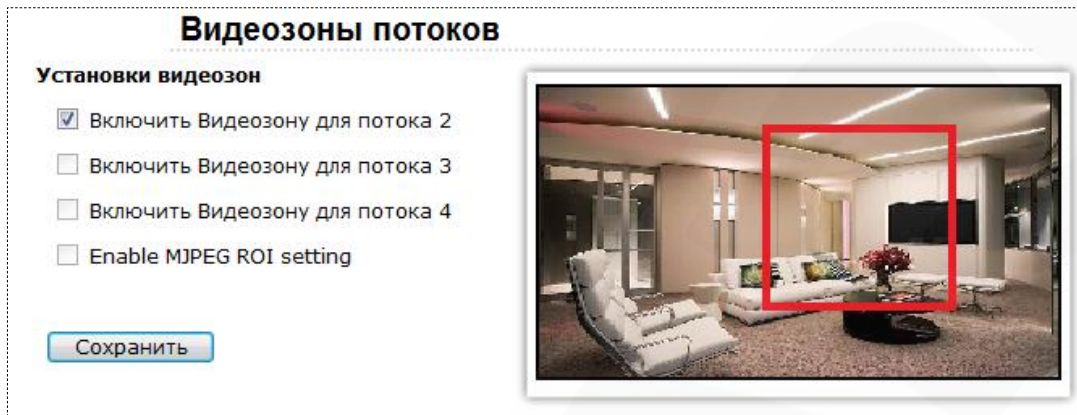 Видеозоны потоков
Установки видеозон
Включить Видеозону для потока 2
Включить Видеозону для потока 3
Включить Видеозону для потока 4
Enable MJPEG ROI setting
Сохранить